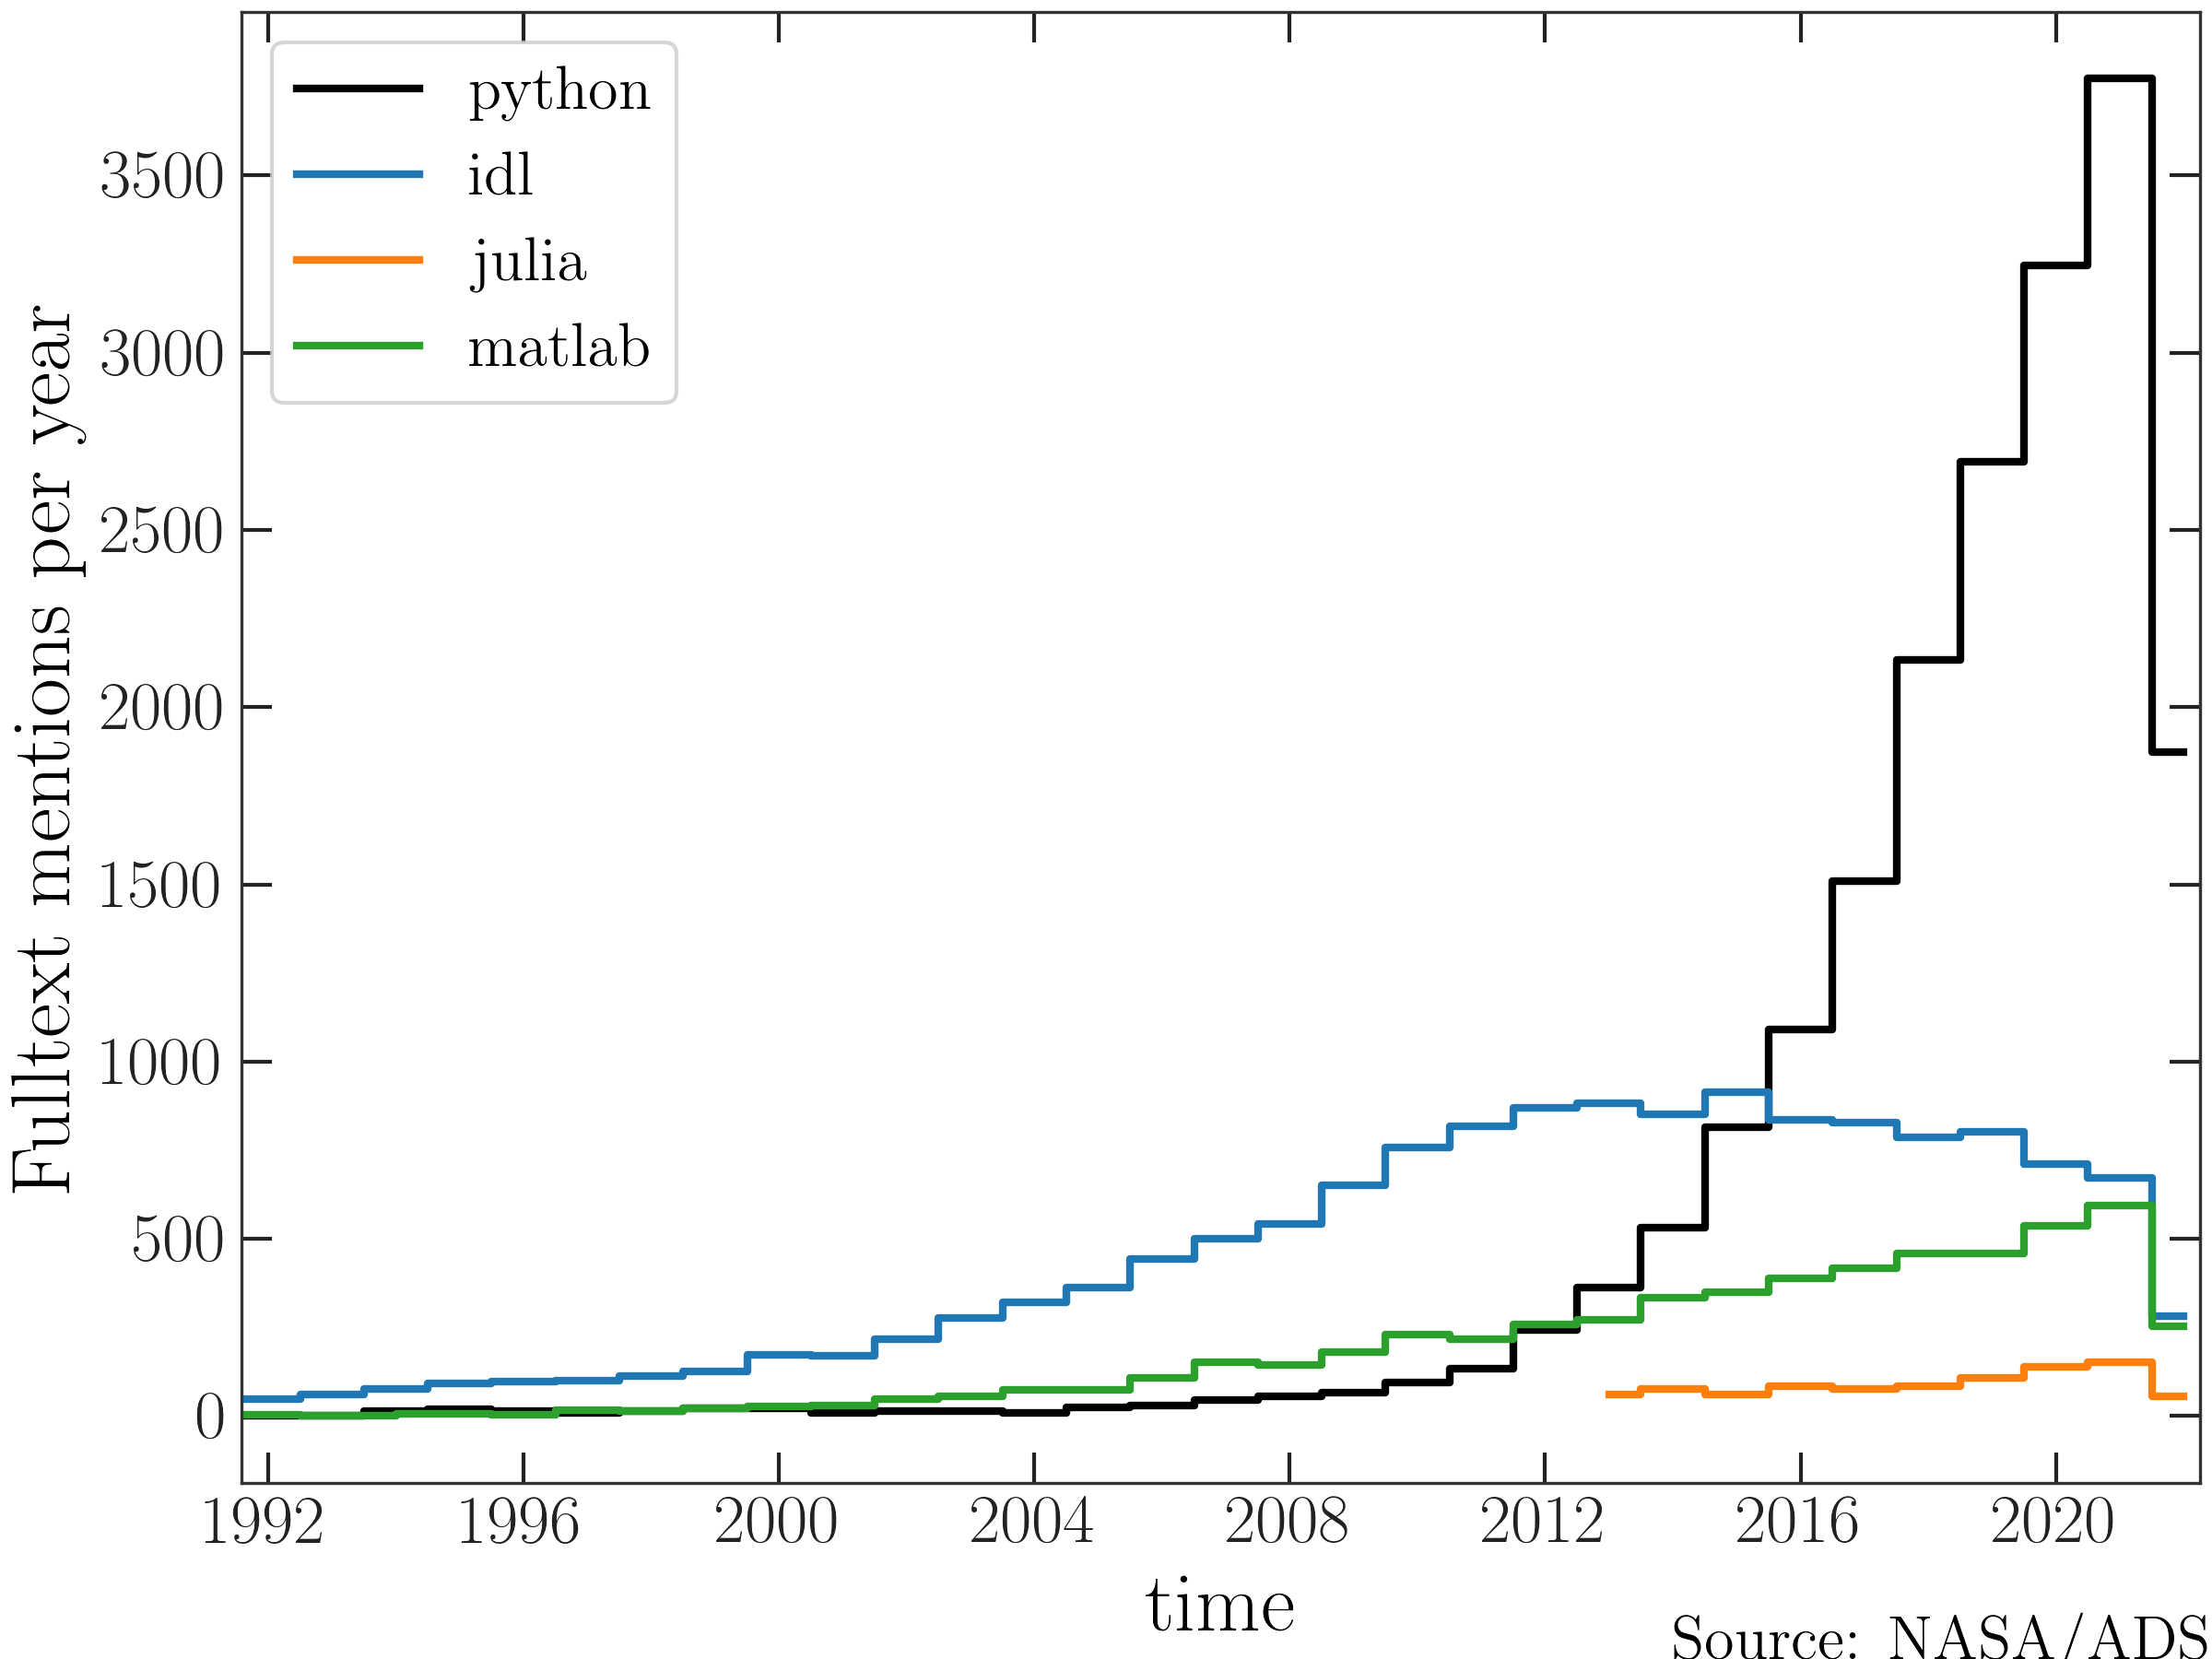 python
idl
julia
matlab
3500
3000
2500
2000
1500
1000
500
0
Fulltext mentions per year
1992 1996 2000 2004 2008 2012 2016 2020
time
Source: NASA/ADS